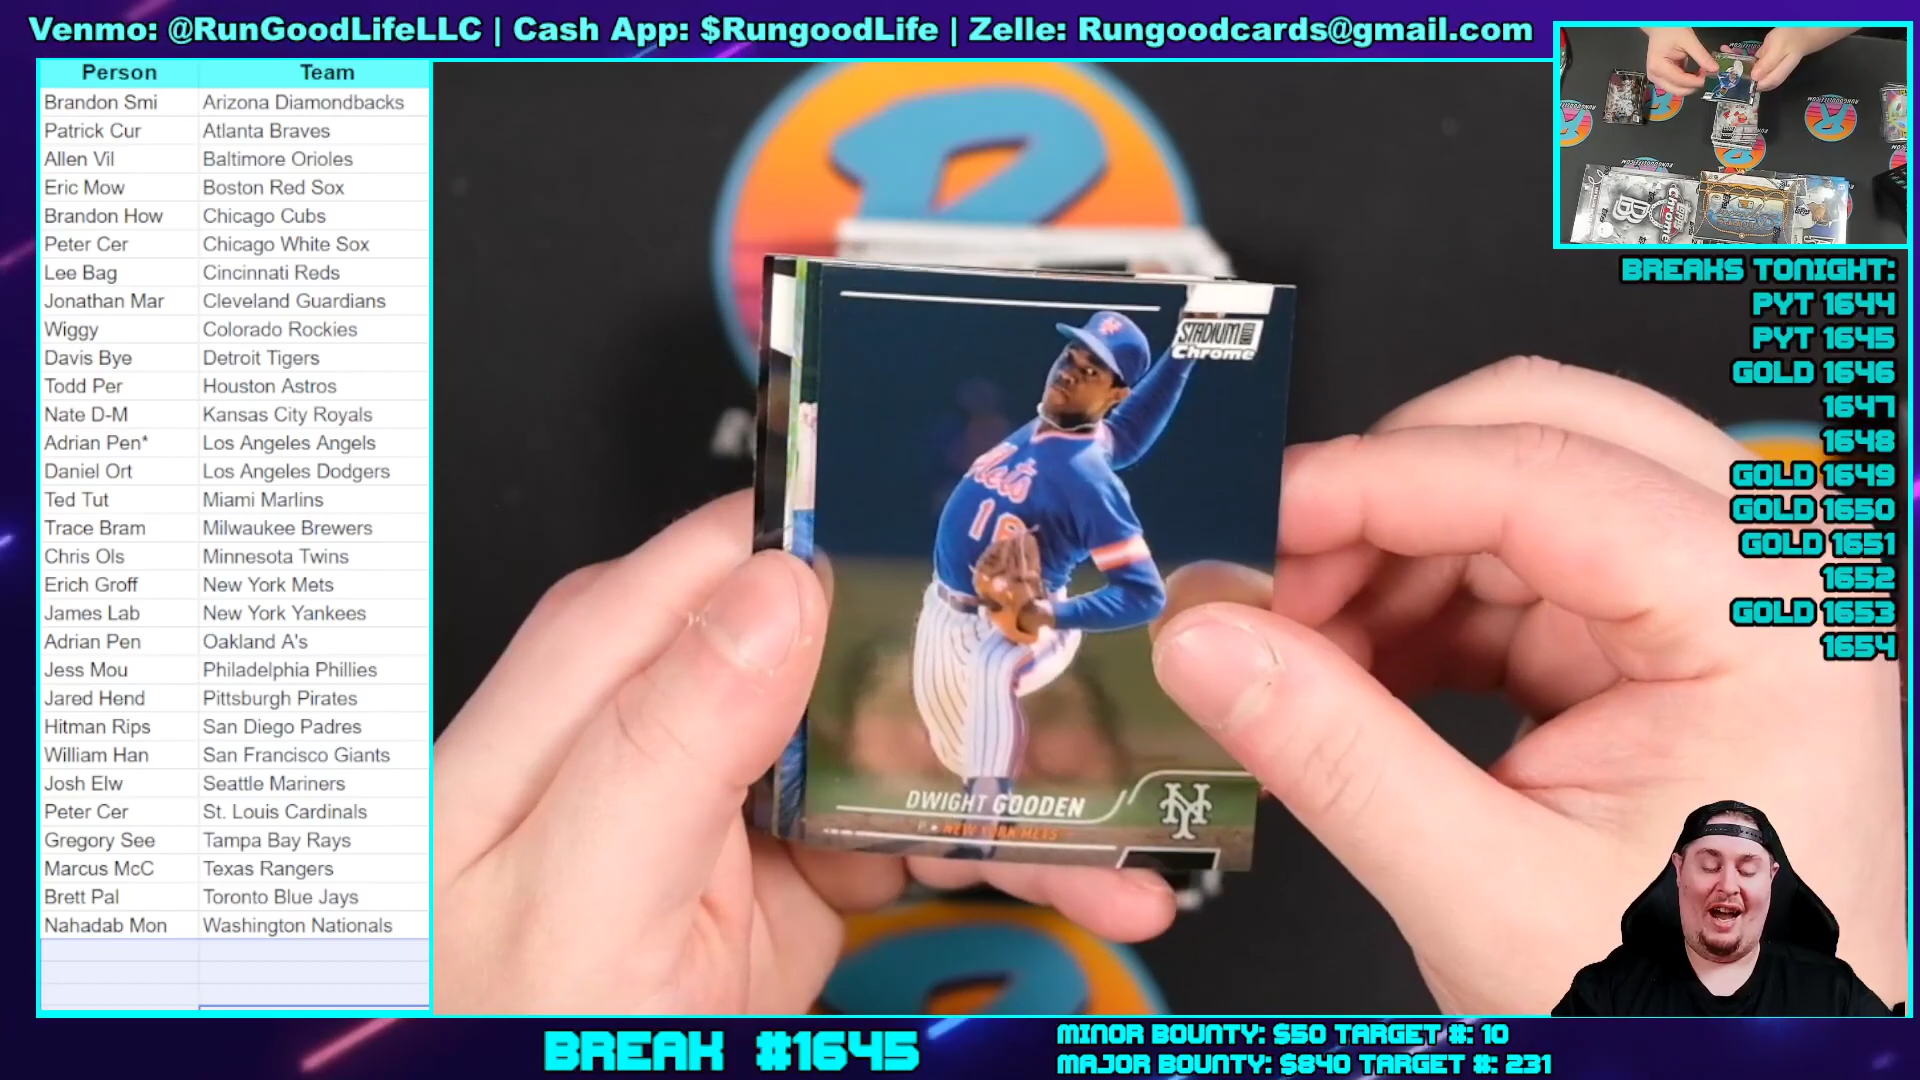 Venmo: @RunGoodLifeLLC | Cash App: $RungoodLife | Zelle: Rungoodcards@gmail.com
Person Team
Brandon Smi Arizona Diamondbacks
Patrick Cur Atlanta Braves
Allen Vil Baltimore Orioles
Eric Mow Boston Red Sox
Brandon How Chicago Cubs
Peter Cer Chicago White Sox
Lee Bag Cincinnati Reds
Jonathan Mar Cleveland Guardians
Wiggy Colorado Rockies
Davis Bye Detroit Tigers
Todd Per Houston Astros
Nate D-M Kansas City Royals
Adrian Pen* Los Angeles Angels
Daniel Ort Los Angeles Dodgers
Ted Tut Miami Marlins
Trace Bram Milwaukee Brewers
Chris Ols Minnesota Twins
Erich Groff New York Mets
James Lab New York Yankees
Adrian Pen Oakland A's
Jess Mou Philadelphia Phillies
Jared Hend Pittsburgh Pirates
Hitman Rips San Diego Padres
William Han San Francisco Giants
Josh Elw Seattle Mariners
Peter Cer St. Louis Cardinals
Gregory See Tampa Bay Rays
Marcus McC Texas Rangers
Brett Pal Toronto Blue Jays
Nahadab Mon Washington Nationals
STADIUM
Chrome
Mets
16
DWIGHT GOODEN
P • NEW YORK METS
NY
BREAKS TONIGHT:
PYT 1644
PYT 1645
GOLD 1646
1647
1648
GOLD 1649
GOLD 1650
GOLD 1651
1652
GOLD 1653
1654
BREAK #1645
MINOR BOUNTY: $50 TARGET #: 10
MAJOR BOUNTY: $840 TARGET #: 231